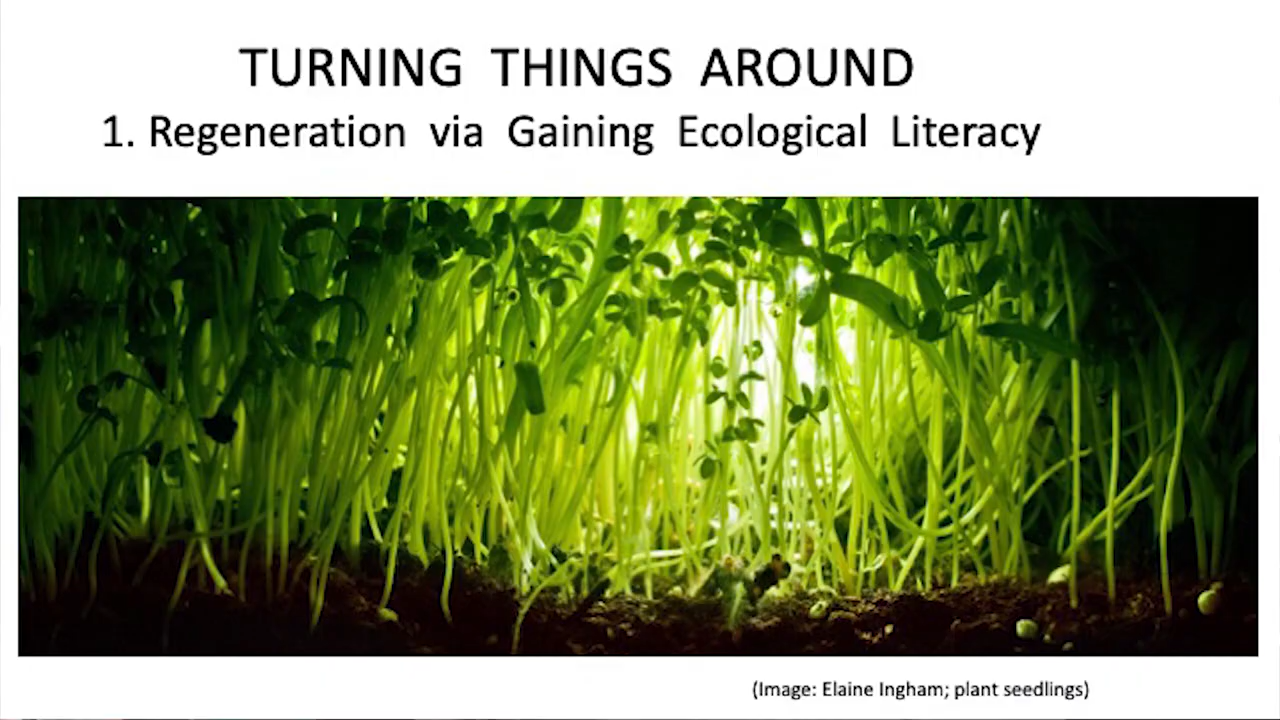 TURNING THINGS AROUND
1. Regeneration via Gaining Ecological Literacy
(Image: Elaine Ingham; plant seedlings)